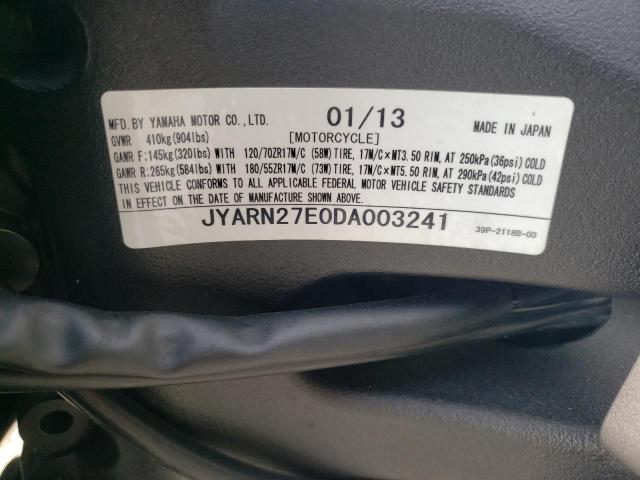 MFD.BY YAMAHA MOTOR CO.,LTD. 01/13 MADE IN JAPAN
GVWR 410kg(904lbs) [MOTORCYCLE]
GAWR F:145kg(320lbs)WITH 120/70ZR17M/C (58W)TIRE, 17M/C×MT3.50 RIM, AT 250kPa(36psi)COLD
GAWR R:265kg(584lbs)WITH 180/55ZR17M/C (73W)TIRE, 17M/C×MT5.50 RIM, AT 290kPa(42psi)COLD
THIS VEHICLE CONFORMS TO ALL APPLICABLE FEDERAL MOTOR VEHICLE SAFETY STANDARDS
IN EFFECT ON THE DATE OF MANUFACTURE SHOWN ABOVE.
JYARN27E0DA003241 39P-2118B-00